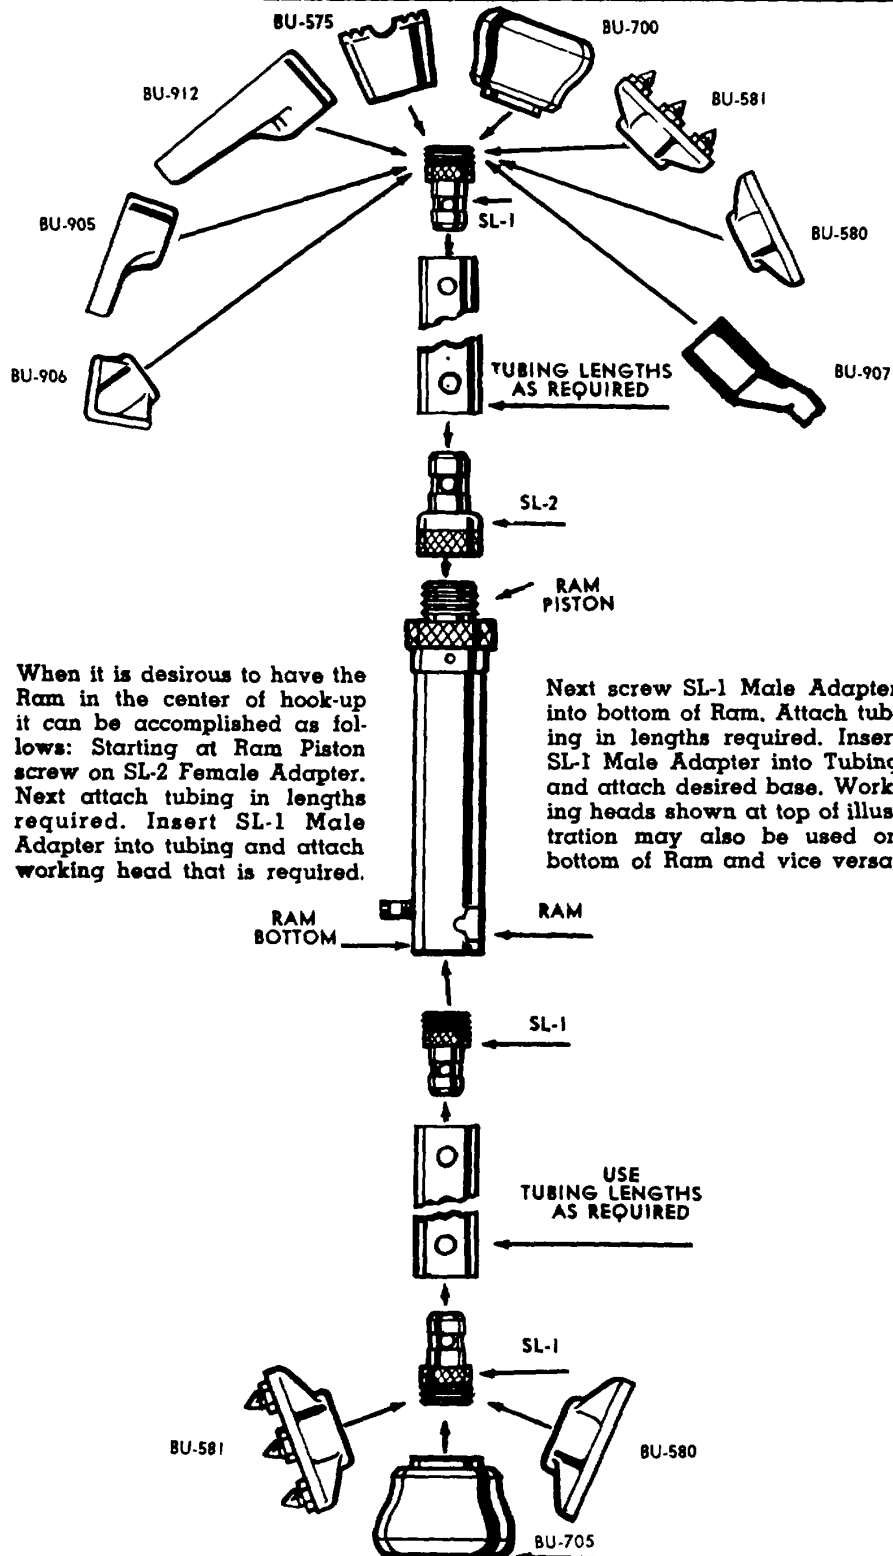 BU-575
BU-700
BU-912
BU-581
SL-1
BU-905
BU-580
BU-906
BU-907
TUBING LENGTHS
AS REQUIRED
SL-2
RAM
PISTON
When it is desirous to have the
Ram in the center of hook-up
it can be accomplished as fol-
lows: Starting at Ram Piston
screw on SL-2 Female Adapter.
Next attach tubing in lengths
required. Insert SL-1 Male
Adapter into tubing and attach
working head that is required.
Next screw SL-1 Male Adapter
into bottom of Ram. Attach tub
ing in lengths required. Inser
SL-1 Male Adapter into Tubing
and attach desired base. Work
ing heads shown at top of illus
tration may also be used or
bottom of Ram and vice versa
RAM
BOTTOM
RAM
SL-1
USE
TUBING LENGTHS
AS REQUIRED
SL-1
BU-581
BU-580
BU-705